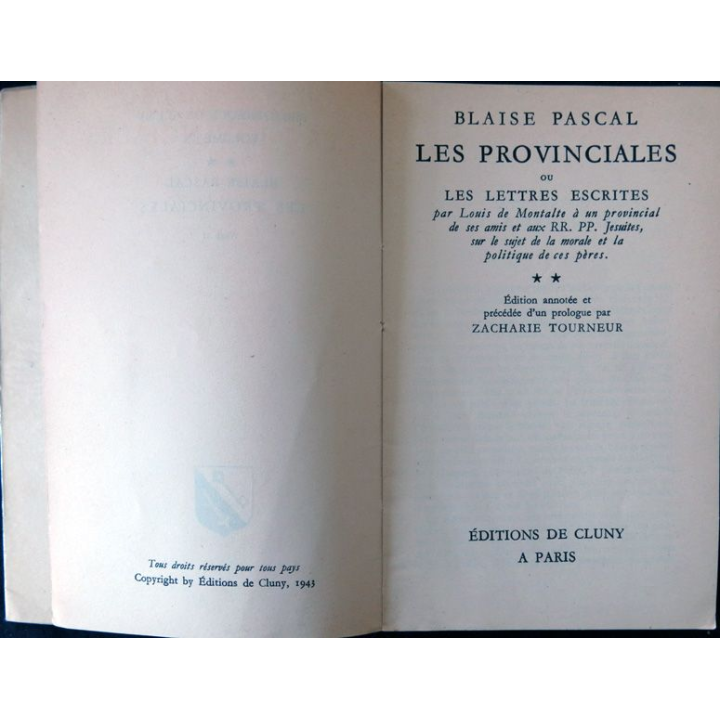 Tous droits réservés pour tous pays
Copyright by Éditions de Cluny, 1943
BLAISE PASCAL
LES PROVINCIALES
OU
LES LETTRES ESCRITES
par Louis de Montalte à un provincial
de ses amis et aux RR. PP. Jesuites,
sur le sujet de la morale et la
politique de ces pères.
★ ★
Édition annotée et
précédée d'un prologue par
ZACHARIE TOURNEUR
ÉDITIONS DE CLUNY
A PARIS